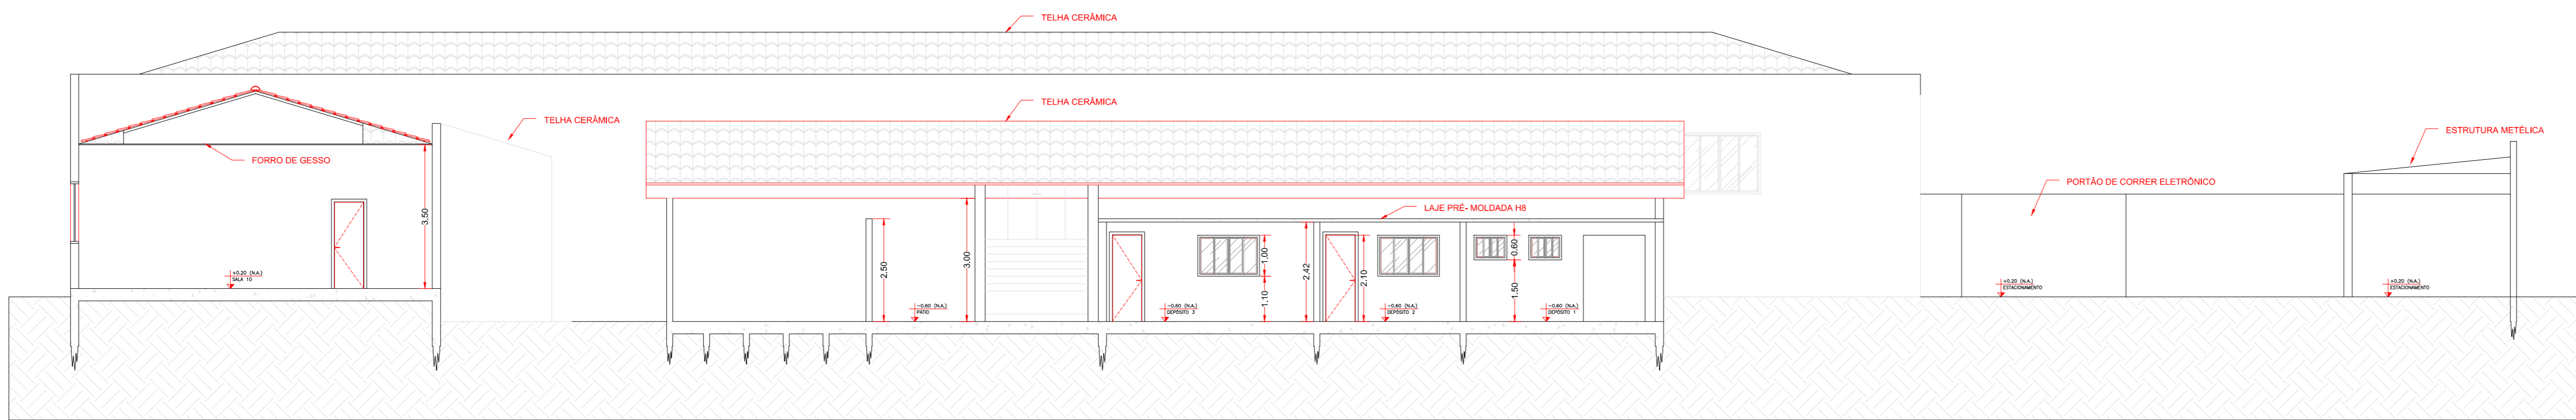 TELHA CERÂMICA
TELHA CERÂMICA
TELHA CERÂMICA
ESTRUTURA METÉLICA
FORRO DE GESSO
PORTÃO DE CORRER ELETRÔNICO
LAJE PRÉ- MOLDADA H8
3.50
2.50
3.00
1.00
1.10
2.42
2.10
0.60
1.50
+0.20 (N.A.)
SALA 10
-0.60 (N.A.)
PATIO
-0.60 (N.A.)
DEPÓSITO 3
-0.60 (N.A.)
DEPÓSITO 2
-0.60 (N.A.)
DEPÓSITO 1
+0.20 (N.A.)
ESTACIONAMENTO
+0.20 (N.A.)
ESTACIONAMENTO